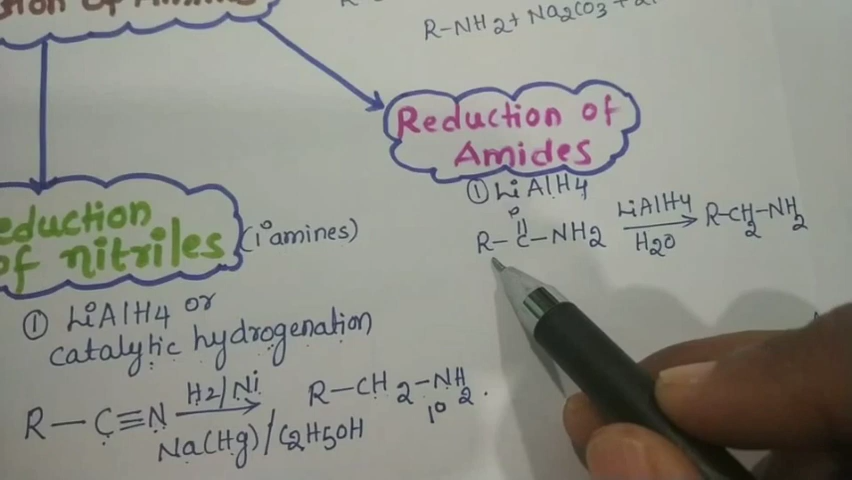 R-NH2+ Na2CO3 +
Reduction of
Amides
① LiAlH4
O
R-C-NH2 LiAlH4 R-CH2-NH2
H2O
eduction
of nitriles (1° amines)
① LiAlH4 or
catalytic hydrogenation
R-C≡N H2/Ni R-CH2-NH2.
Na(Hg)/C2H5OH 1°